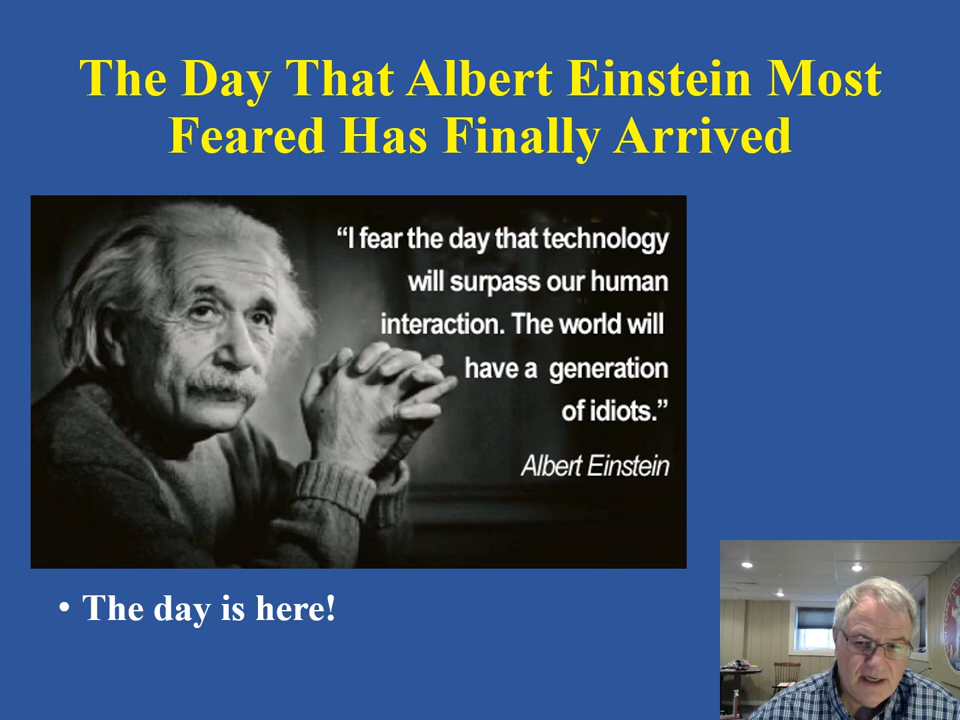 The Day That Albert Einstein Most
Feared Has Finally Arrived
“I fear the day that technology
will surpass our human
interaction. The world will
have a generation
of idiots.”
Albert Einstein
• The day is here!